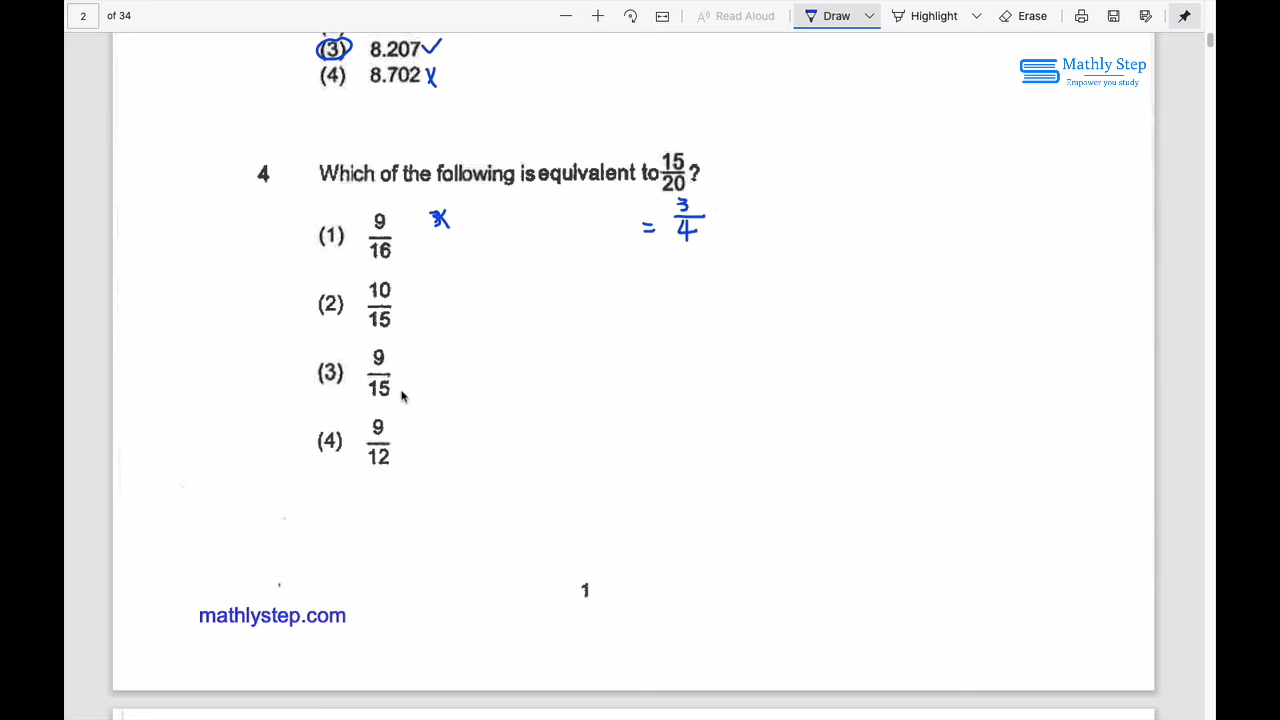 2 of 34 Read Aloud Draw Highlight Erase
(3) 8.207 ✓
(4) 8.702 x
Mathly Step
Empower you study
4 Which of the following is equivalent to 15/20 ?
= 3/4
(1) 9/16 x
(2) 10/15
(3) 9/15
(4) 9/12
1
mathlystep.com